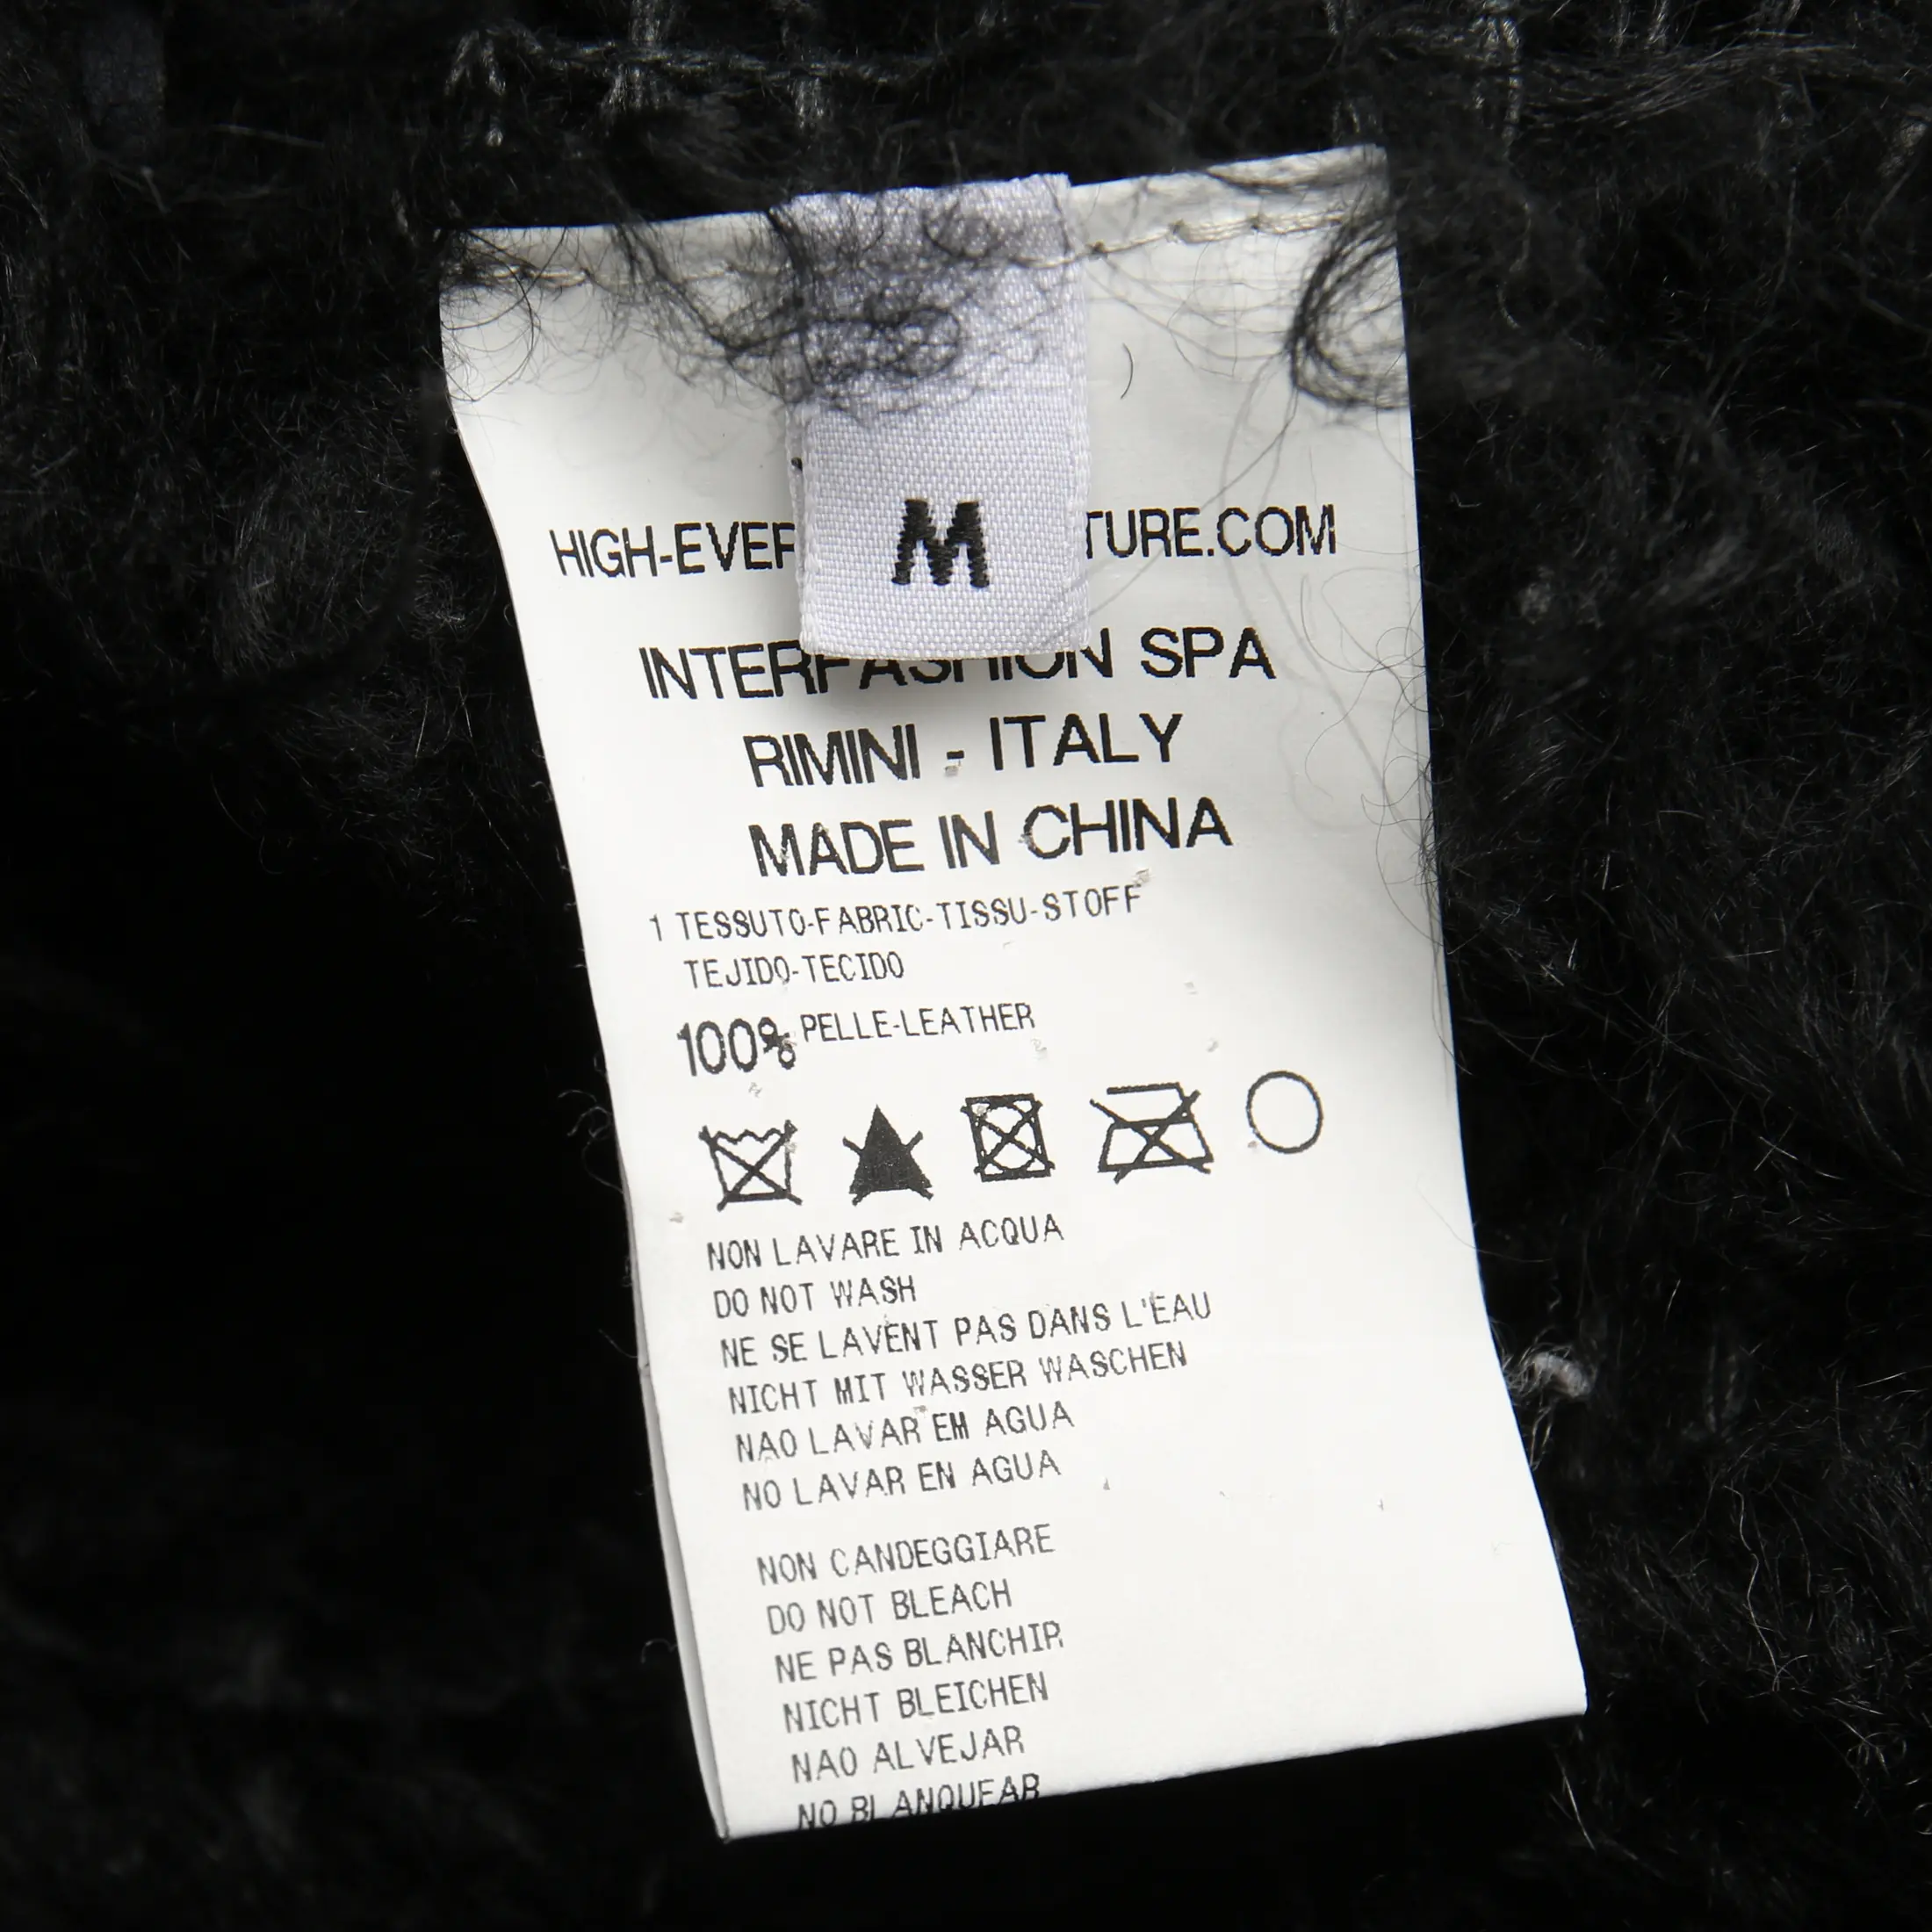 M
HIGH-EVER TURE.COM
INTERFASHION SPA
RIMINI - ITALY
MADE IN CHINA
1 TESSUTO-FABRIC-TISSU-STOFF
TEJIDO-TECIDO
100% PELLE-LEATHER
NON LAVARE IN ACQUA
DO NOT WASH
NE SE LAVENT PAS DANS L'EAU
NICHT MIT WASSER WASCHEN
NAO LAVAR EM AGUA
NO LAVAR EN AGUA
NON CANDEGGIARE
DO NOT BLEACH
NE PAS BLANCHIR
NICHT BLEICHEN
NAO ALVEJAR
NO BLANQUEAR